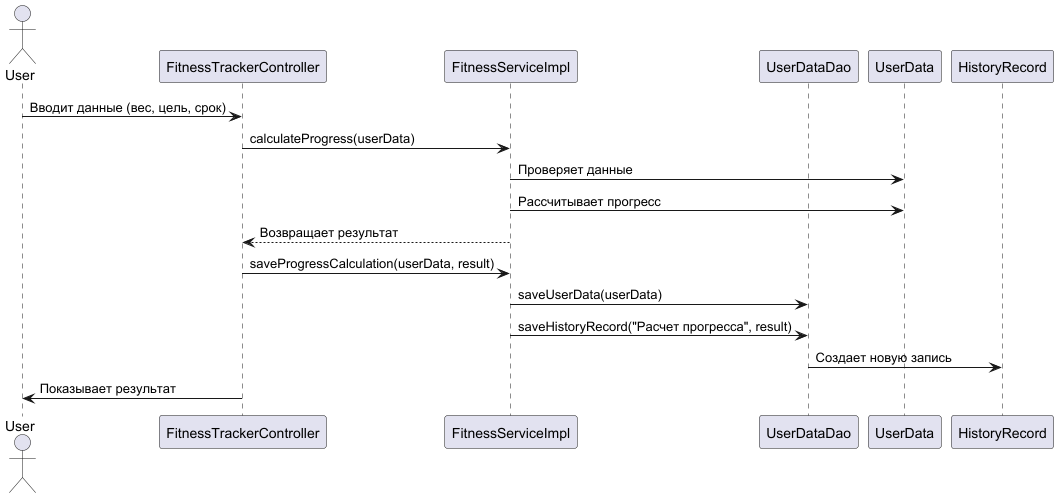 User
FitnessTrackerController
FitnessServiceImpl
UserDataDao
UserData
HistoryRecord
Вводит данные (вес, цель, срок)
calculateProgress(userData)
Проверяет данные
Рассчитывает прогресс
Возвращает результат
saveProgressCalculation(userData, result)
saveUserData(userData)
saveHistoryRecord("Расчет прогресса", result)
Создает новую запись
Показывает результат
User
FitnessTrackerController
FitnessServiceImpl
UserDataDao
UserData
HistoryRecord